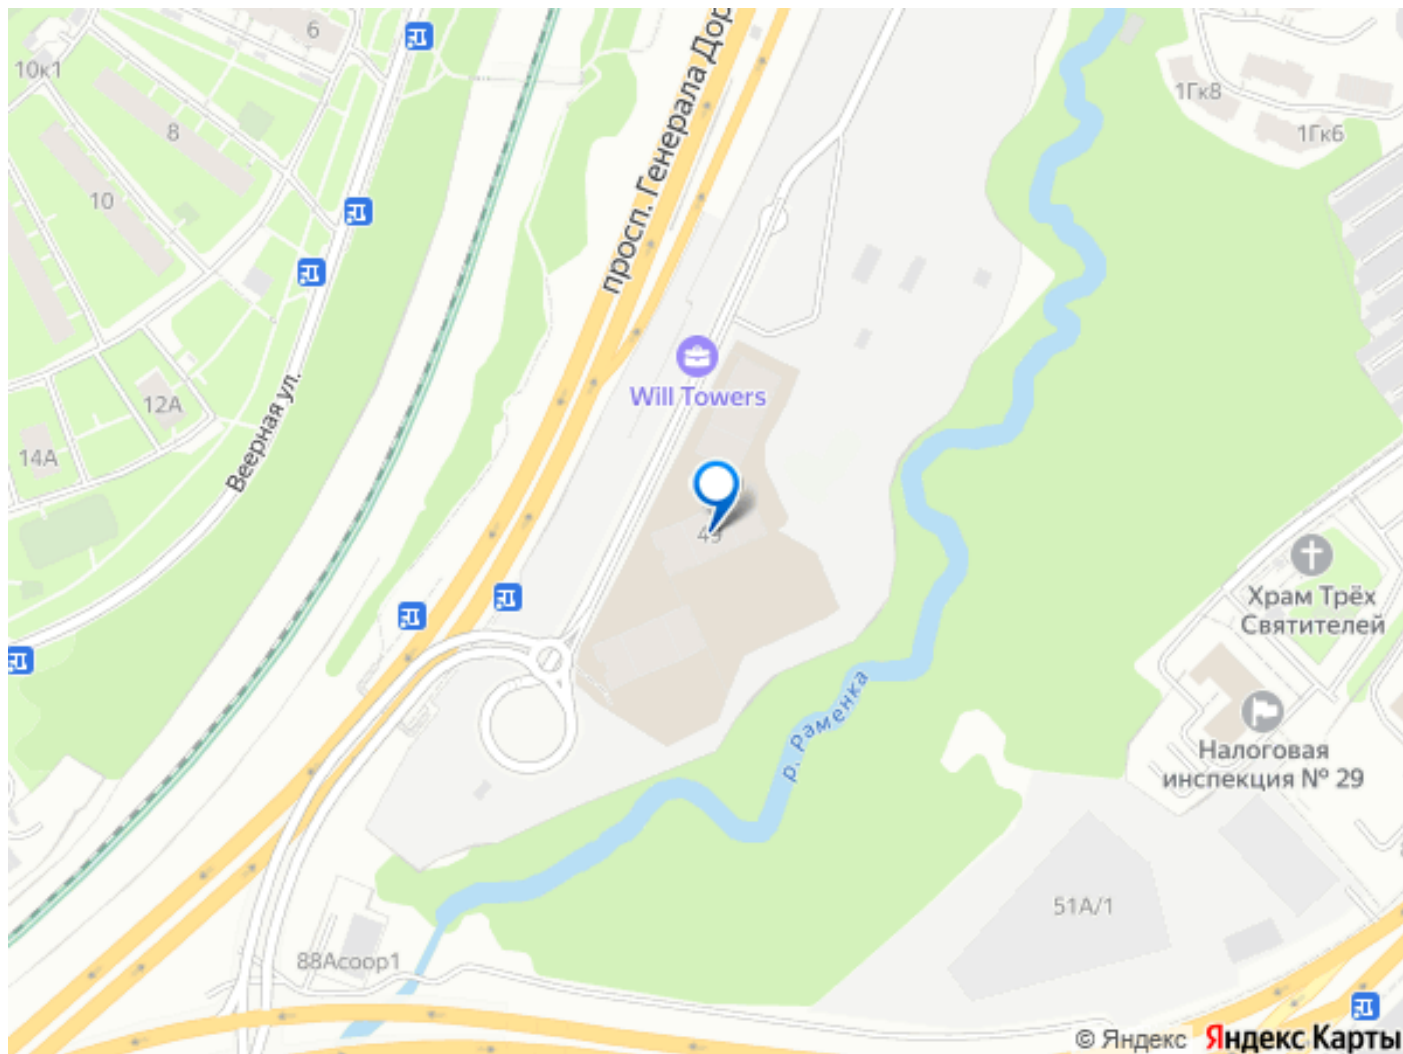 6
10к1
8
10
просп. Генерала Дор
1Гк8
1Гк6
Will Towers
12А
14А
Веерная ул.
Храм Трёх
Святителей
р. Раменка
Налоговая
инспекция № 29
51А/1
88Асоор1
© Яндекс Яндекс Карты